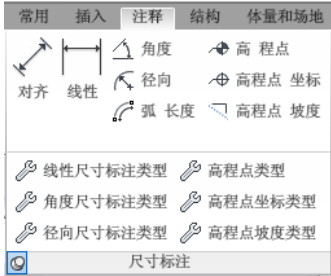 常用 插入 注释 结构 体量和场地
角度 高 程点
径向 高程点 坐标
对齐 线性
弧 长度 高程点 坡度
线性尺寸标注类型 高程点类型
角度尺寸标注类型 高程点坐标类型
径向尺寸标注类型 高程点坡度类型
尺寸标注